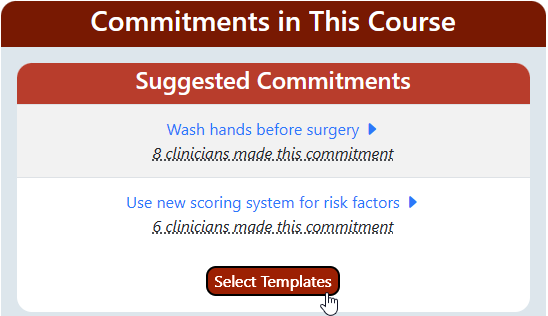 Commitments in This Course
Suggested Commitments
Wash hands before surgery
8 clinicians made this commitment
Use new scoring system for risk factors
6 clinicians made this commitment
Select Templates